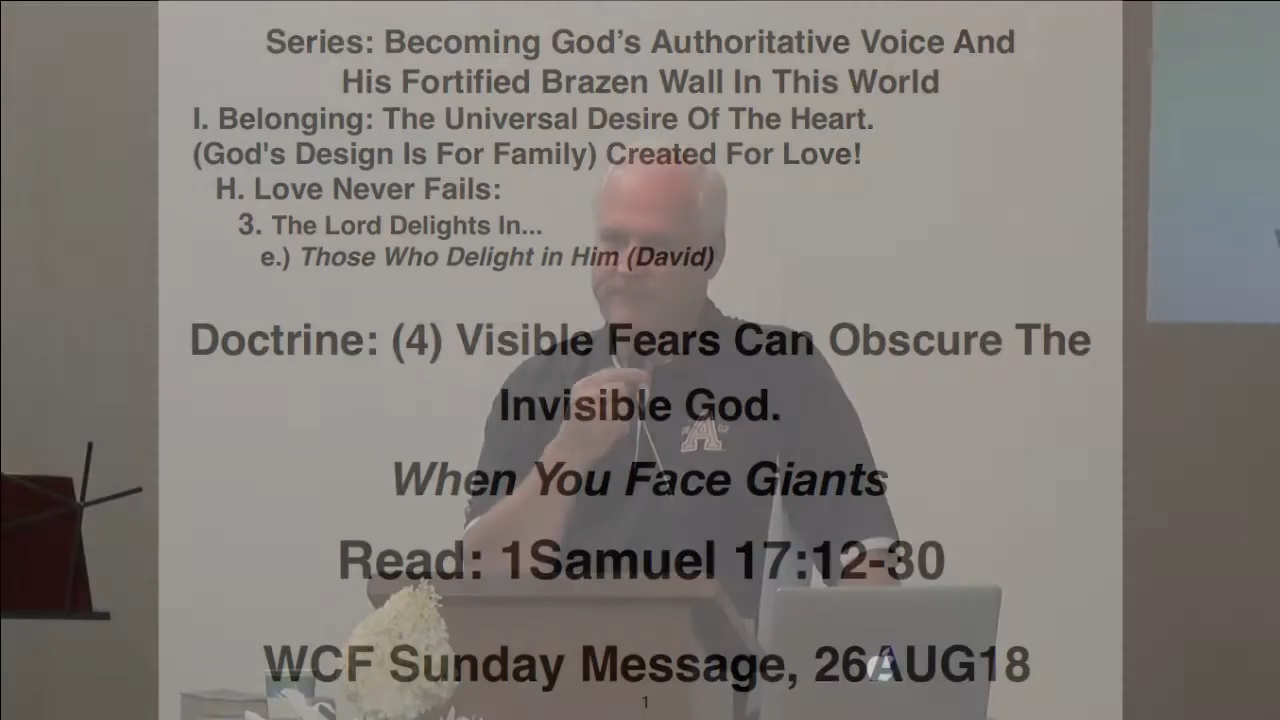 Series: Becoming God’s Authoritative Voice And
His Fortified Brazen Wall In This World
I. Belonging: The Universal Desire Of The Heart.
(God's Design Is For Family) Created For Love!
H. Love Never Fails:
3. The Lord Delights In...
e.) Those Who Delight in Him (David)
Doctrine: (4) Visible Fears Can Obscure The
Invisible God.
When You Face Giants
Read: 1Samuel 17:12-30
WCF Sunday Message, 26AUG18
1
A